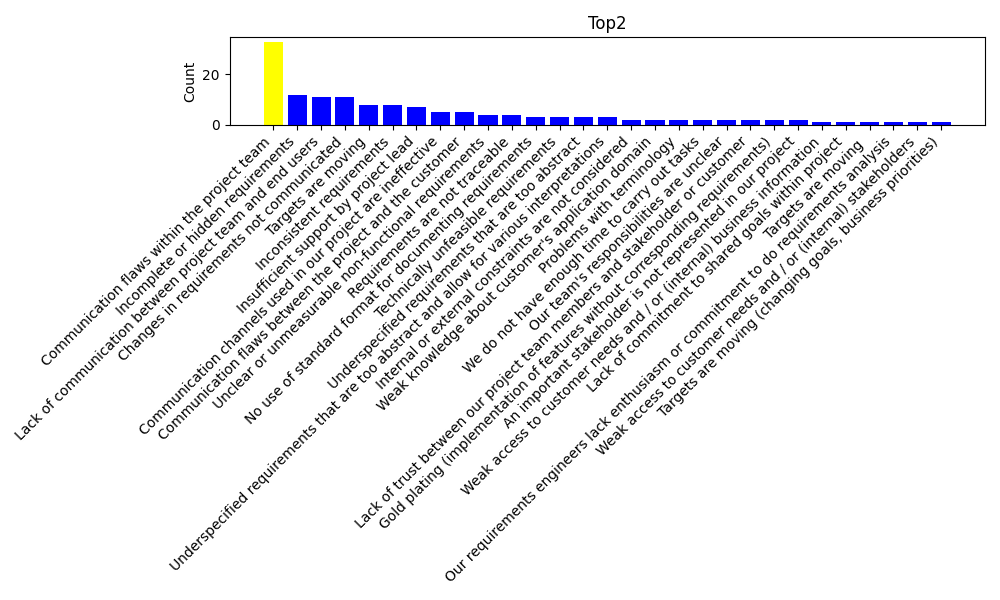 Top2
Count
20
0
Communication flaws within the project team
Incomplete or hidden requirements
Lack of communication between project team and end users
Changes in requirements not communicated
Targets are moving
Inconsistent requirements
Insufficient support by project lead
Communication channels used in our project are ineffective
Communication flaws between the project and the customer
Unclear or unmeasurable non-functional requirements
Requirements are not traceable
No use of standard format for documenting requirements
Technically unfeasible requirements
Underspecified requirements that are too abstract
Underspecified requirements that are too abstract and allow for various interpretations
Internal or external constraints are not considered
Weak knowledge about customer's application domain
Problems with terminology
We do not have enough time to carry out tasks
Our team's responsibilities are unclear
Lack of trust between our project team members and stakeholder or customer
Gold plating (implementation of features without corresponding requirements)
An important stakeholder is not represented in our project
Weak access to customer needs and / or (internal) business information
Lack of commitment to shared goals within project
Targets are moving
Our requirements engineers lack enthusiasm or commitment to do requirements analysis
Weak access to customer needs and / or (internal) stakeholders
Targets are moving (changing goals, business priorities)